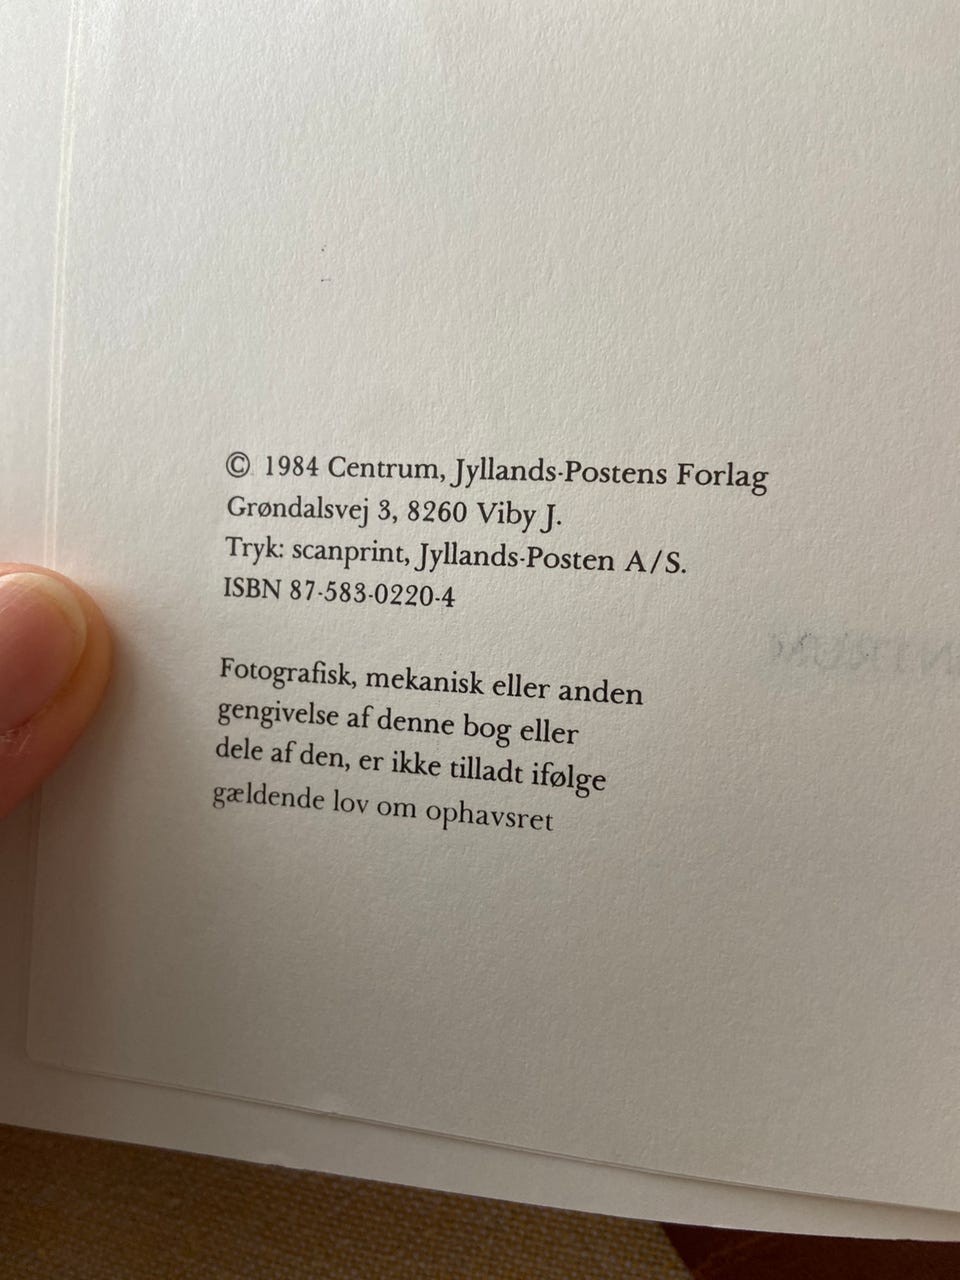 © 1984 Centrum, Jyllands-Postens Forlag
Grøndalsvej 3, 8260 Viby J.
Tryk: scanprint, Jyllands-Posten A/S.
ISBN 87-583-0220-4
Fotografisk, mekanisk eller anden
gengivelse af denne bog eller
dele af den, er ikke tilladt ifølge
gældende lov om ophavsret